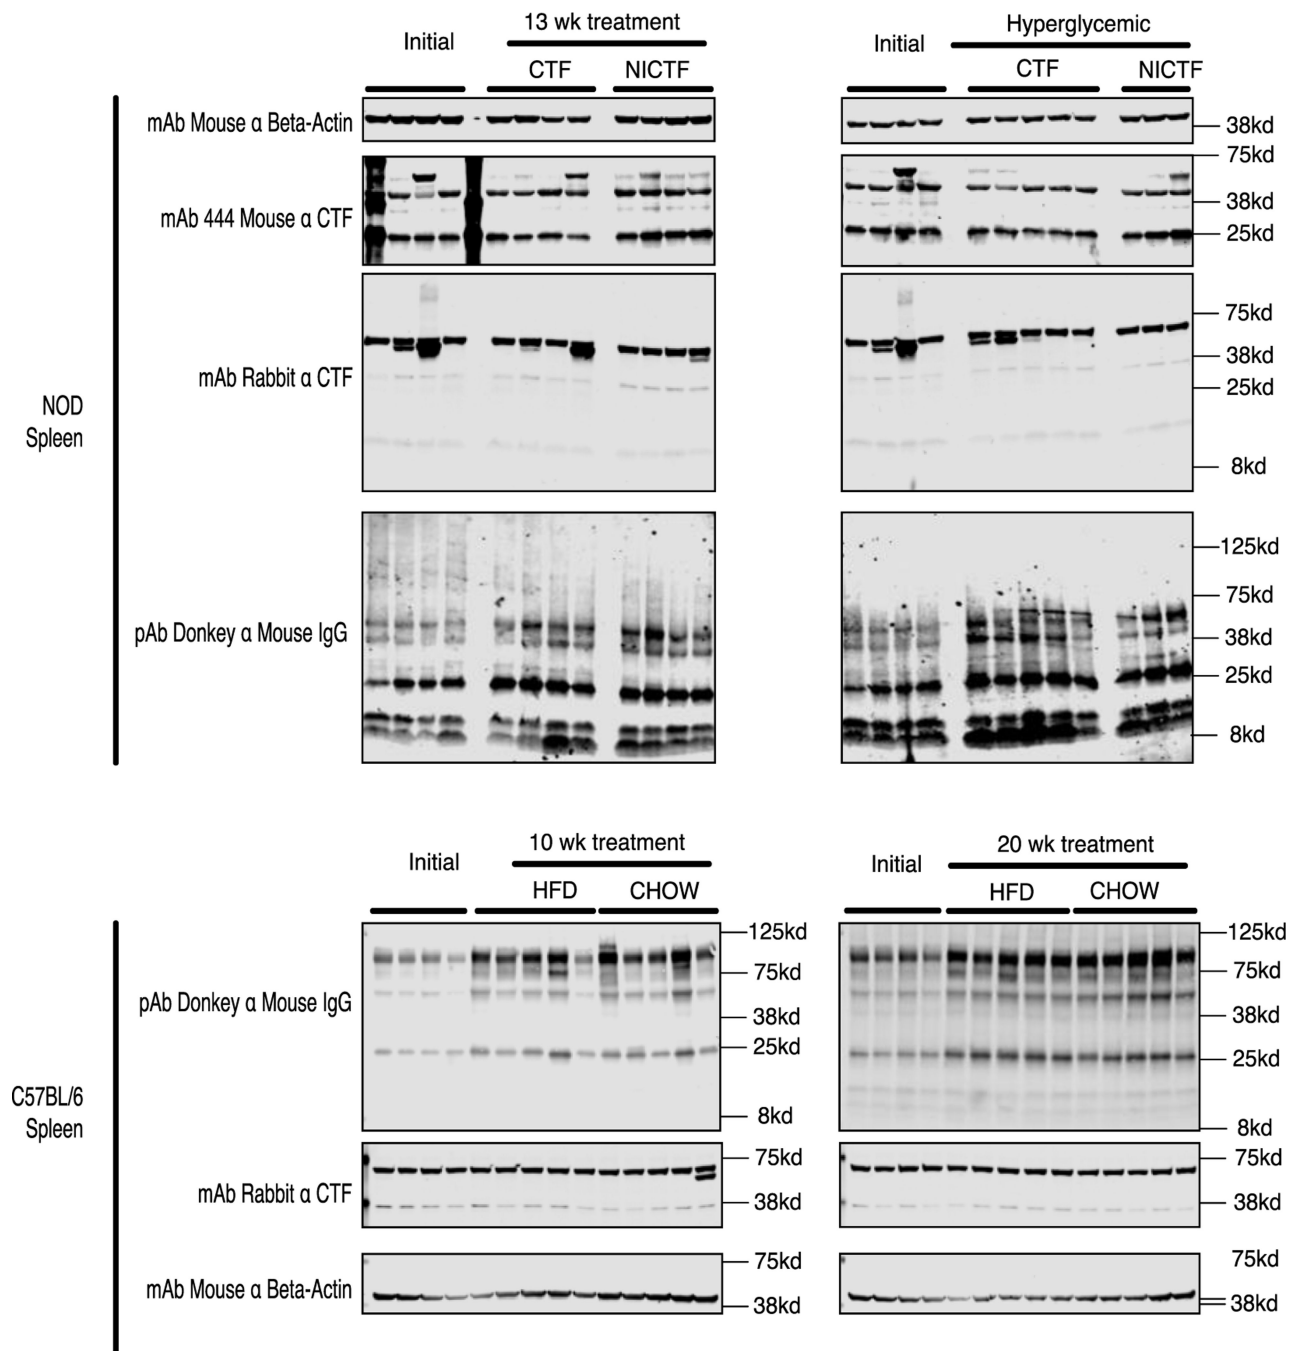 13 wk treatment
Initial
CTF
NICTF
Hyperglycemic
Initial
CTF
NICTF
mAb Mouse α Beta-Actin
38kd
75kd
mAb 444 Mouse α CTF
38kd
25kd
75kd
mAb Rabbit α CTF
38kd
25kd
NOD
Spleen
8kd
125kd
75kd
pAb Donkey α Mouse IgG
38kd
25kd
8kd
10 wk treatment
Initial
HFD
CHOW
20 wk treatment
Initial
HFD
CHOW
125kd
125kd
75kd
75kd
pAb Donkey α Mouse IgG
38kd
38kd
25kd
25kd
C57BL/6
Spleen
8kd
8kd
75kd
75kd
mAb Rabbit α CTF
38kd
38kd
75kd
75kd
mAb Mouse α Beta-Actin
38kd
38kd